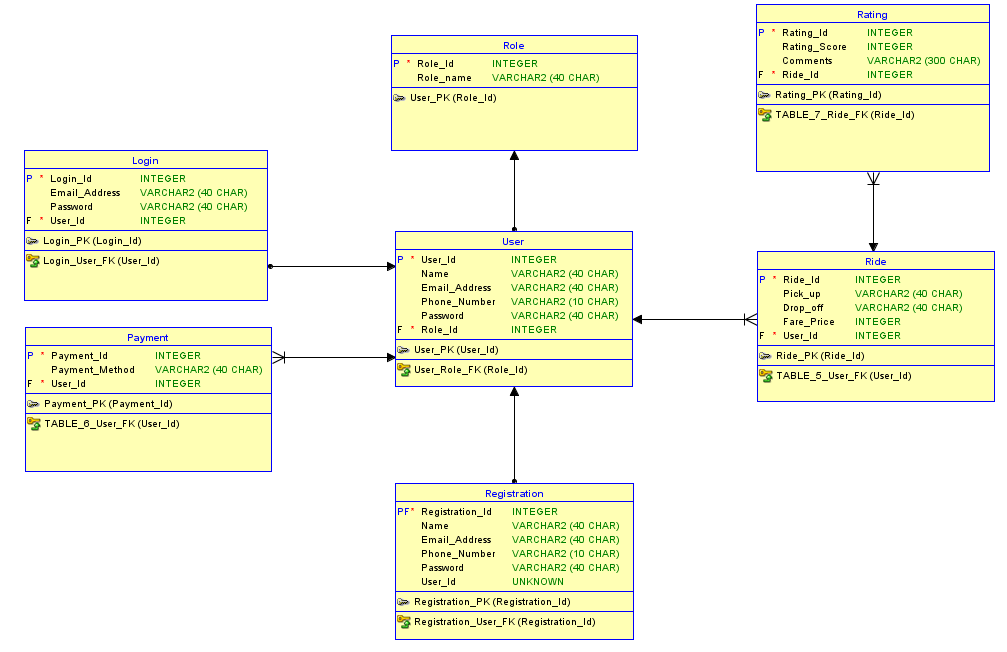 Rating
P * Rating_Id INTEGER
Rating_Score INTEGER
Comments VARCHAR2 (300 CHAR)
F * Ride_Id INTEGER
Rating_PK (Rating_Id)
TABLE_7_Ride_FK (Ride_Id)
Role
P * Role_Id INTEGER
Role_name VARCHAR2 (40 CHAR)
User_PK (Role_Id)
Login
P * Login_Id INTEGER
Email_Address VARCHAR2 (40 CHAR)
Password VARCHAR2 (40 CHAR)
F * User_Id INTEGER
Login_PK (Login_Id)
Login_User_FK (User_Id)
User
P * User_Id INTEGER
Name VARCHAR2 (40 CHAR)
Email_Address VARCHAR2 (40 CHAR)
Phone_Number VARCHAR2 (10 CHAR)
Password VARCHAR2 (40 CHAR)
F * Role_Id INTEGER
User_PK (User_Id)
User_Role_FK (Role_Id)
Ride
P * Ride_Id INTEGER
Pick_up VARCHAR2 (40 CHAR)
Drop_off VARCHAR2 (40 CHAR)
Fare_Price INTEGER
F * User_Id INTEGER
Ride_PK (Ride_Id)
TABLE_5_User_FK (User_Id)
Payment
P * Payment_Id INTEGER
Payment_Method VARCHAR2 (40 CHAR)
F * User_Id INTEGER
Payment_PK (Payment_Id)
TABLE_6_User_FK (User_Id)
Registration
PF* Registration_Id INTEGER
Name VARCHAR2 (40 CHAR)
Email_Address VARCHAR2 (40 CHAR)
Phone_Number VARCHAR2 (10 CHAR)
Password VARCHAR2 (40 CHAR)
User_Id UNKNOWN
Registration_PK (Registration_Id)
Registration_User_FK (Registration_Id)